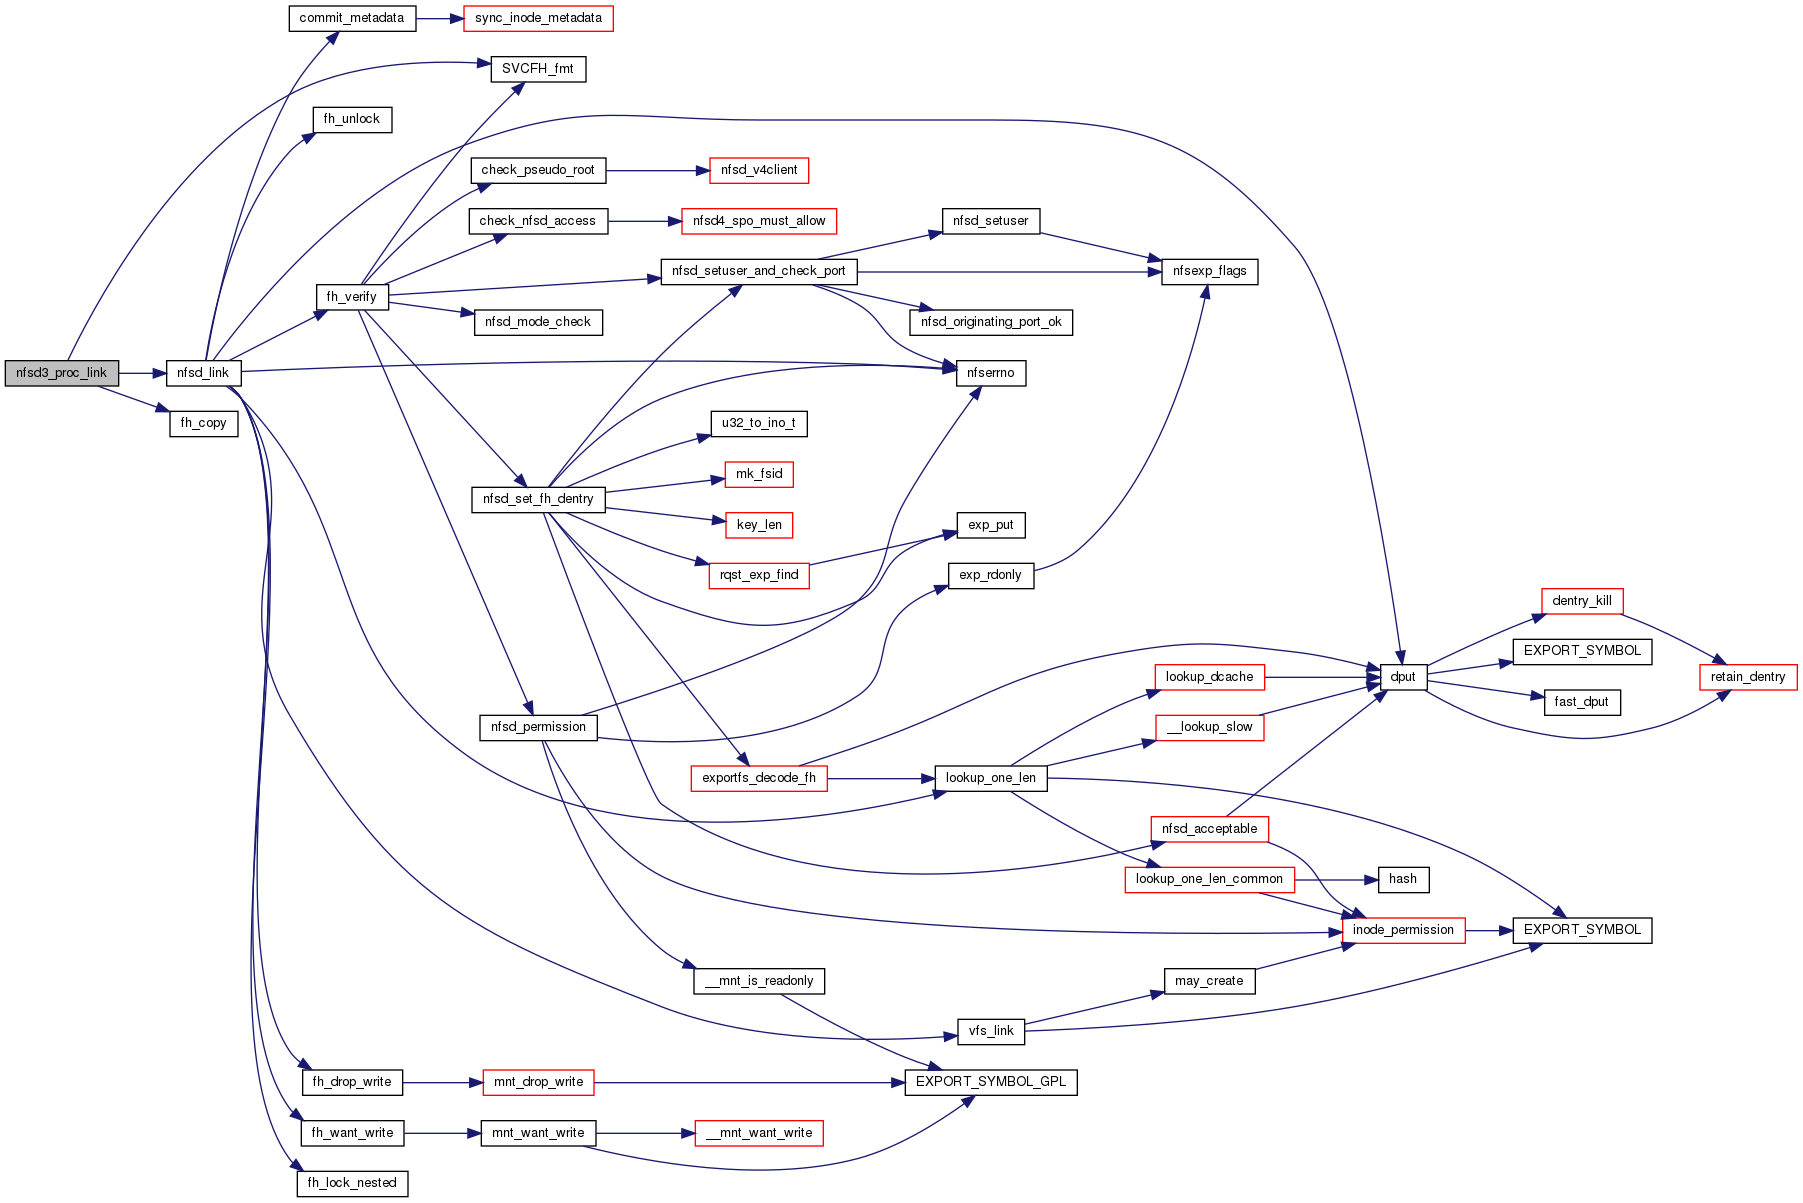 commit_metadata
sync_inode_metadata
SVCFH_fmt
fh_unlock
check_pseudo_root
nfsd_v4client
check_nfsd_access
nfsd4_spo_must_allow
nfsd_setuser
nfsd_setuser_and_check_port
nfsexp_flags
fh_verify
nfsd_mode_check
nfsd_originating_port_ok
nfsd3_proc_link
nfsd_link
nfserrno
fh_copy
u32_to_ino_t
mk_fsid
nfsd_set_fh_dentry
key_len
exp_put
rqst_exp_find
exp_rdonly
dentry_kill
EXPORT_SYMBOL
lookup_dcache
dput
retain_dentry
fast_dput
nfsd_permission
__lookup_slow
exportfs_decode_fh
lookup_one_len
nfsd_acceptable
lookup_one_len_common
hash
inode_permission
EXPORT_SYMBOL
__mnt_is_readonly
may_create
vfs_link
fh_drop_write
mnt_drop_write
EXPORT_SYMBOL_GPL
fh_want_write
mnt_want_write
__mnt_want_write
fh_lock_nested